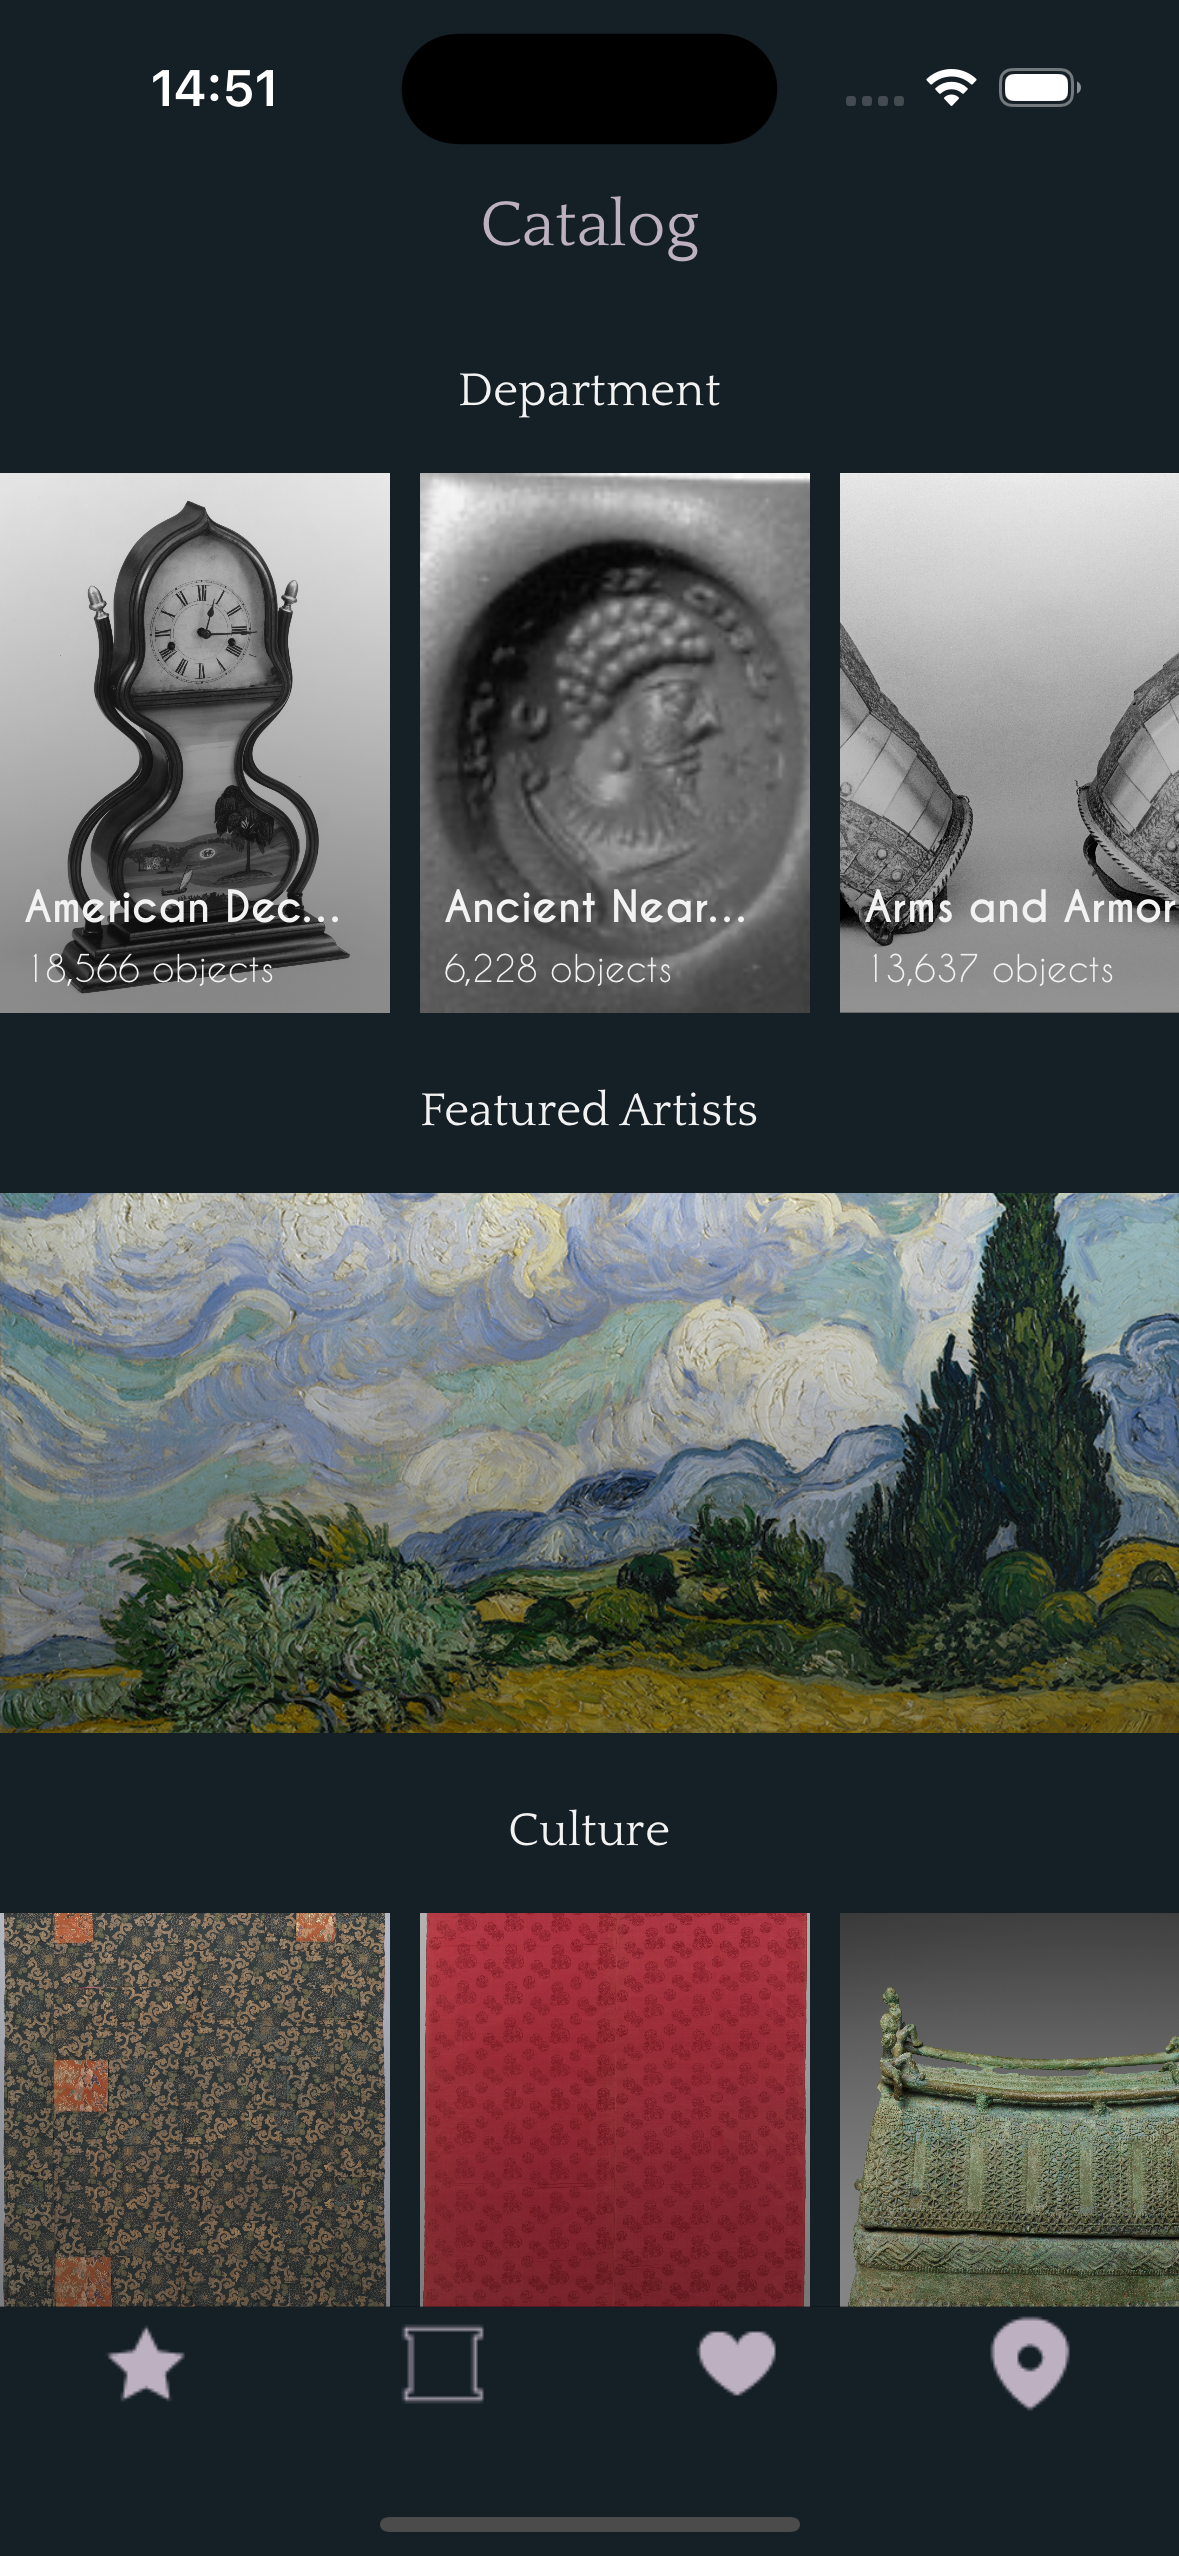 14:51
Catalog
Department
American Dec...
18,566 objects
Ancient Near...
6,228 objects
Arms and Armor
13,637 objects
Featured Artists
Culture